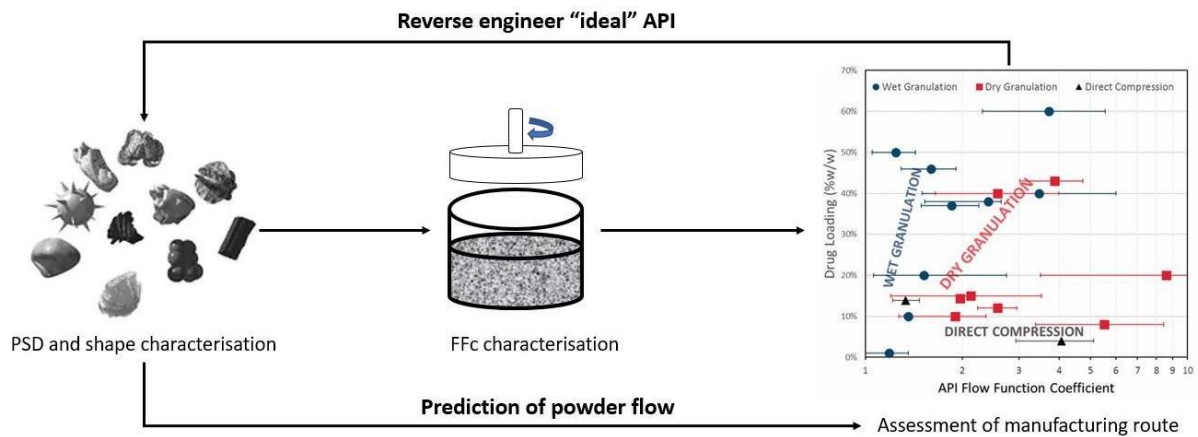 Reverse engineer “ideal” API
70%
Wet Granulation Dry Granulation Direct Compression
60%
50%
40%
30%
20%
10%
0%
Drug Loading (%w/w)
WET GRANULATION
DRY GRANULATION
DIRECT COMPRESSION
1 2 3 4 5 6 7 8 9 10
API Flow Function Coefficient
PSD and shape characterisation
FFc characterisation
Prediction of powder flow
Assessment of manufacturing route